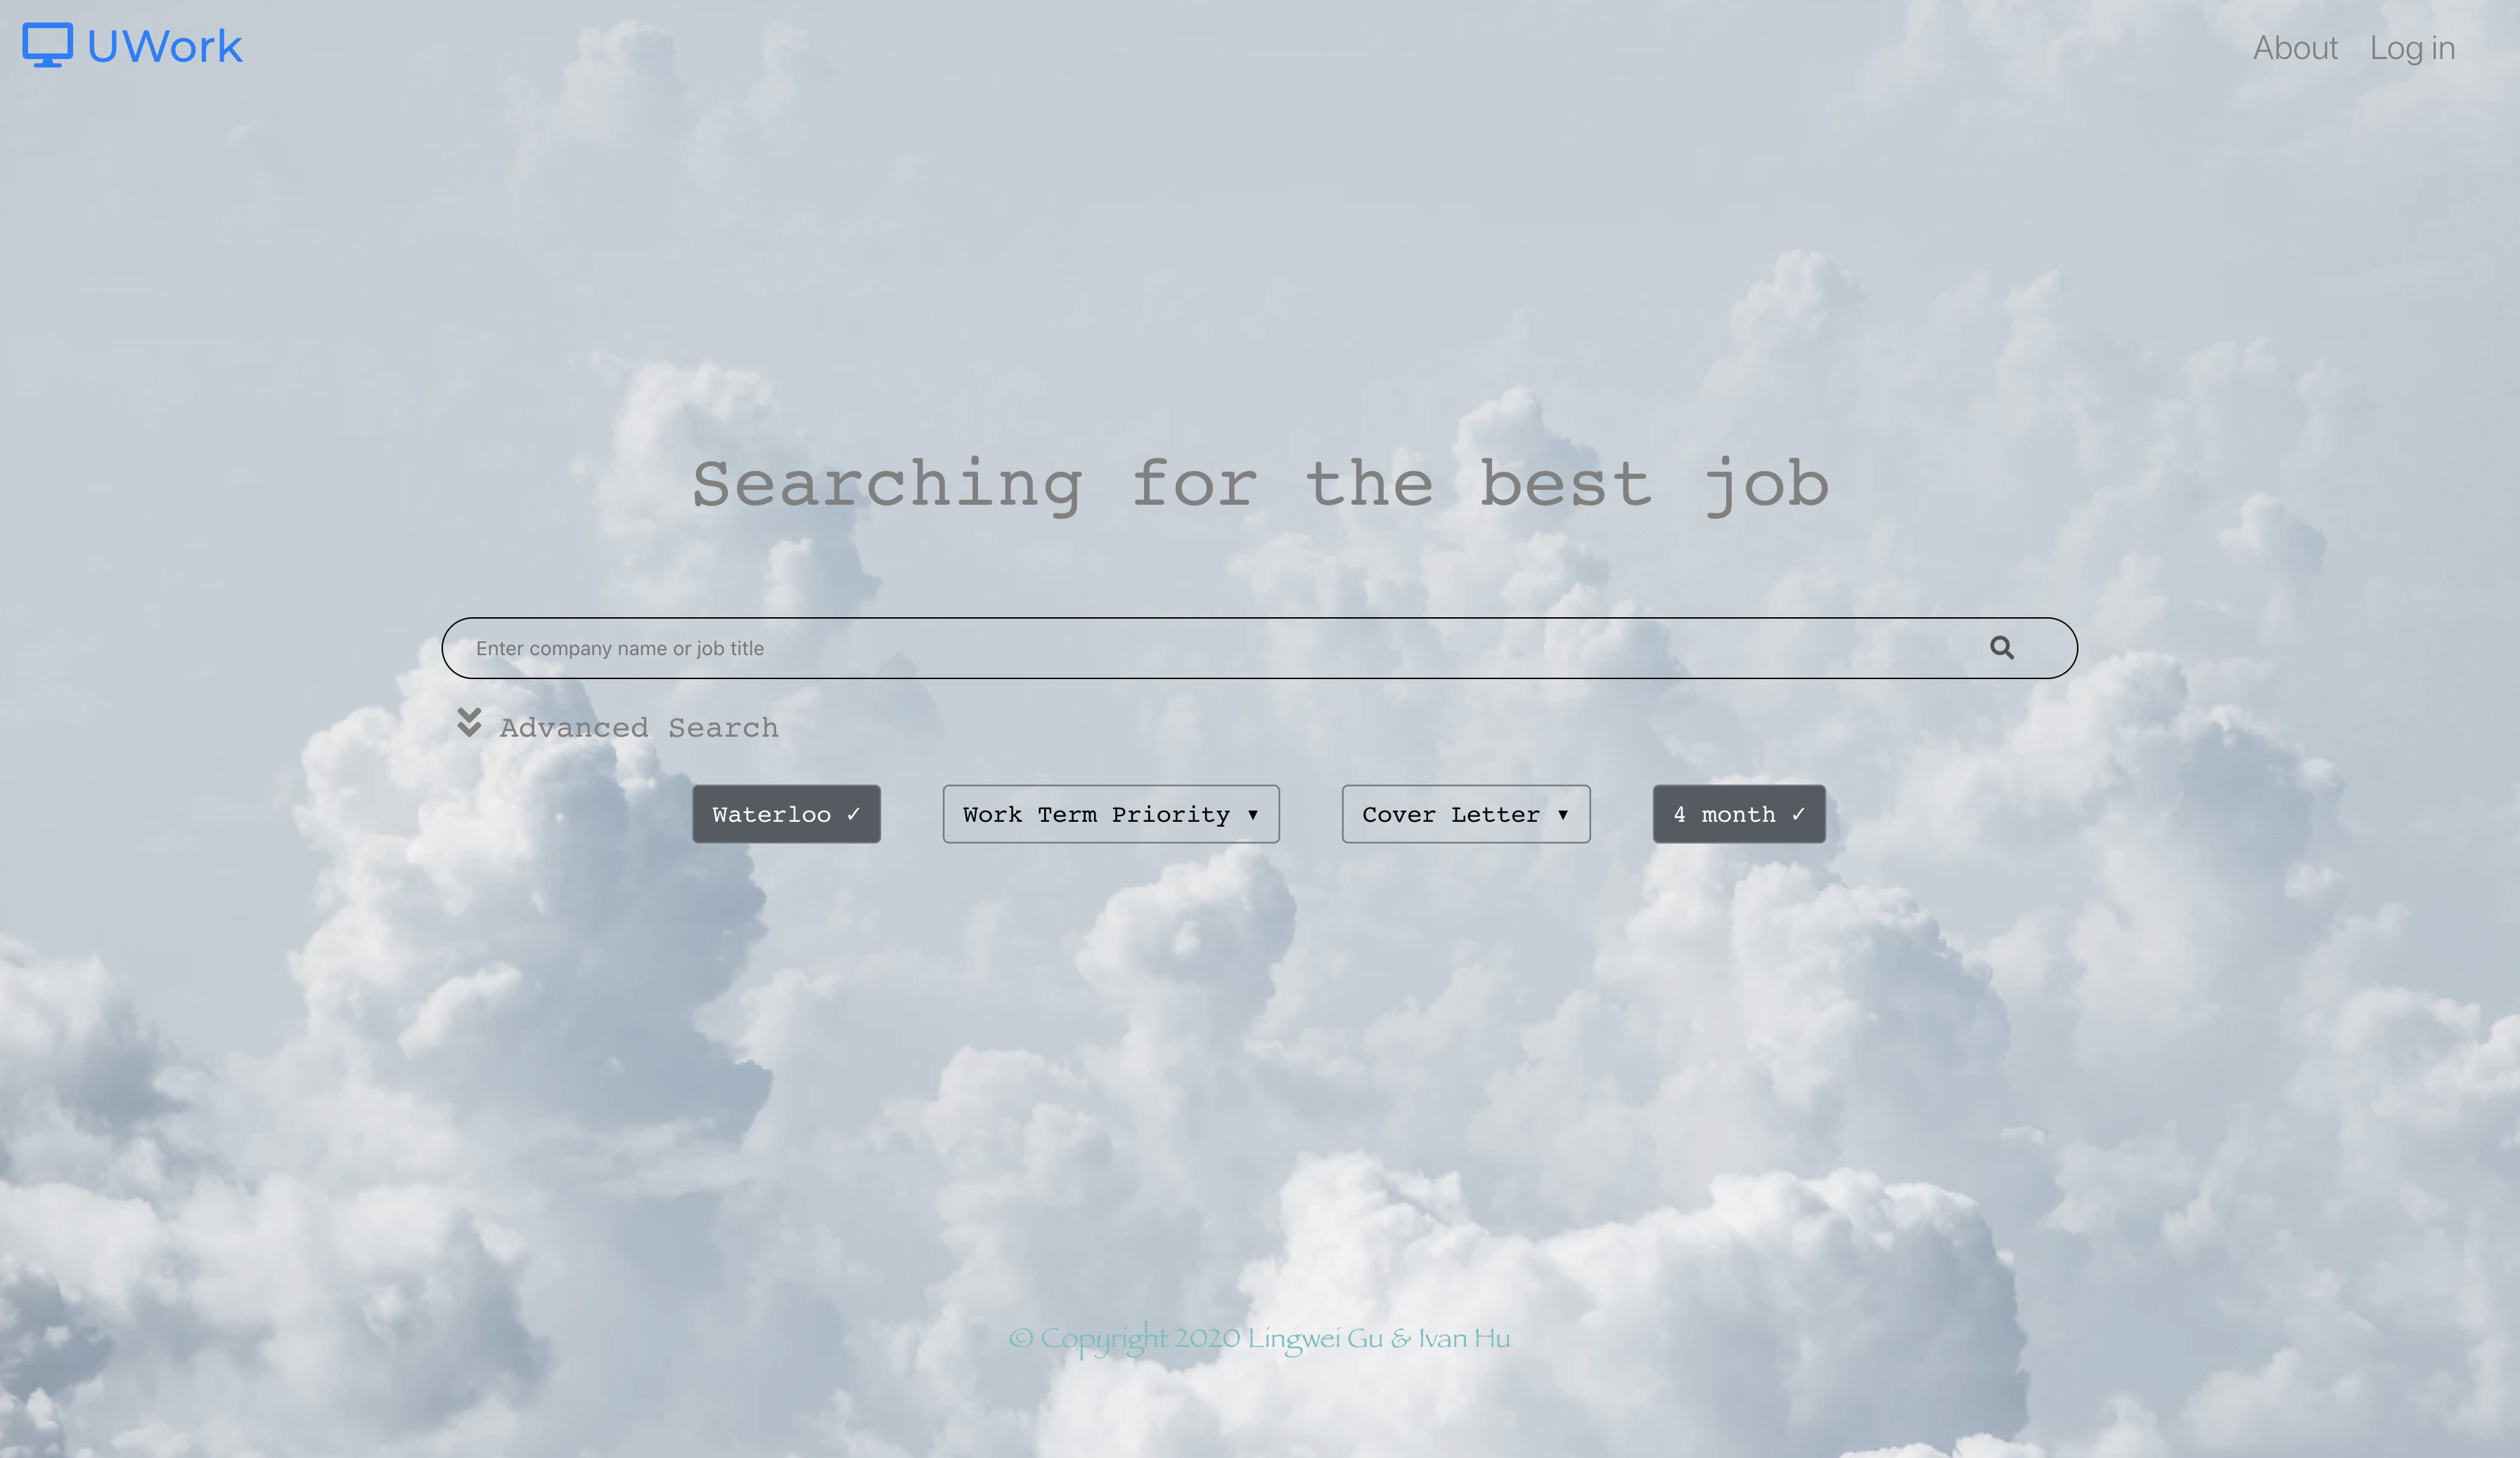 UWork
About Log in
Searching for the best job
Enter company name or job title
Advanced Search
Waterloo ✓ Work Term Priority ▾ Cover Letter ▾ 4 month ✓
© Copyright 2020 Lingwei Gu & Ivan Hu